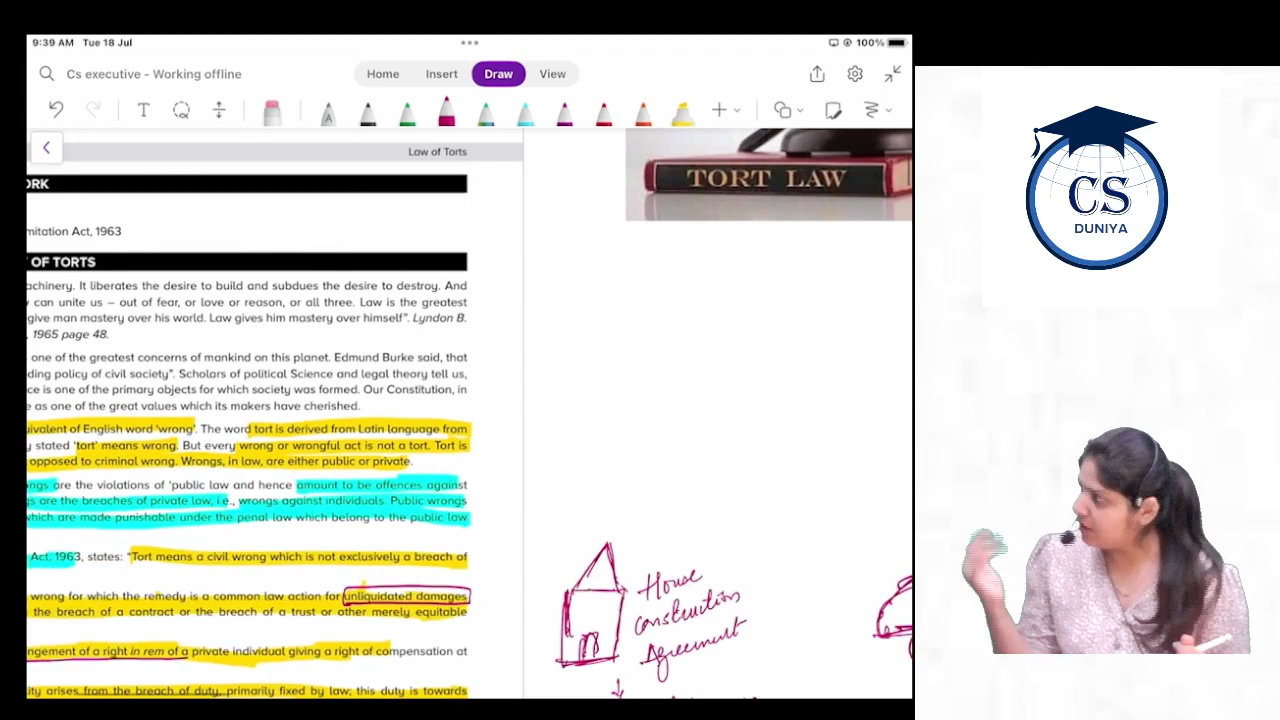 9:39 AM Tue 18 Jul
100%
Cs executive - Working offline
Home Insert Draw View
A
Law of Torts
ORK
mitation Act, 1963
OF TORTS
achinery. It liberates the desire to build and subdues the desire to destroy. And
can unite us – out of fear, or love or reason, or all three. Law is the greatest
give man mastery over his world. Law gives him mastery over himself”. Lyndon B.
, 1965 page 48.
one of the greatest concerns of mankind on this planet. Edmund Burke said, that
ding policy of civil society”. Scholars of political Science and legal theory tell us,
ce is one of the primary objects for which society was formed. Our Constitution, in
e as one of the great values which its makers have cherished.
uivalent of English word ‘wrong’. The word tort is derived from Latin language from
y stated ‘tort’ means wrong. But every wrong or wrongful act is not a tort. Tort is
opposed to criminal wrong. Wrongs, in law, are either public or private.
ngs are the violations of ‘public law and hence amount to be offences against
gs are the breaches of private law, i.e., wrongs against individuals. Public wrongs
which are made punishable under the penal law which belong to the public law
Act, 1963, states: “Tort means a civil wrong which is not exclusively a breach of
wrong for which the remedy is a common law action for unliquidated damages
the breach of a contract or the breach of a trust or other merely equitable
ngement of a right in rem of a private individual giving a right of compensation at
ity arises from the breach of duty, primarily fixed by law; this duty is towards
TORT LAW
House
Construction
Agreement
CS
DUNIYA